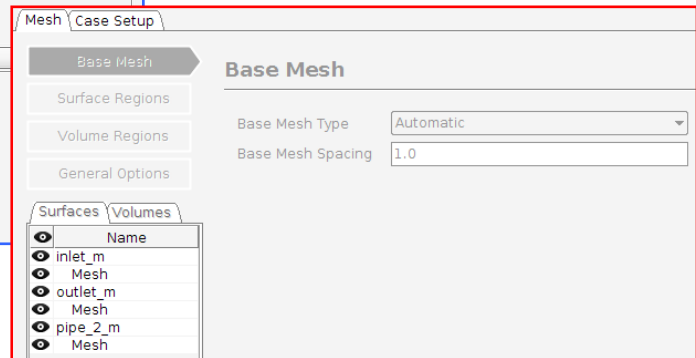 Mesh Case Setup
Base Mesh
Surface Regions
Volume Regions
General Options
Base Mesh
Base Mesh Type Automatic
Base Mesh Spacing 1.0
Surfaces Volumes
Name
inlet_m
Mesh
outlet_m
Mesh
pipe_2_m
Mesh